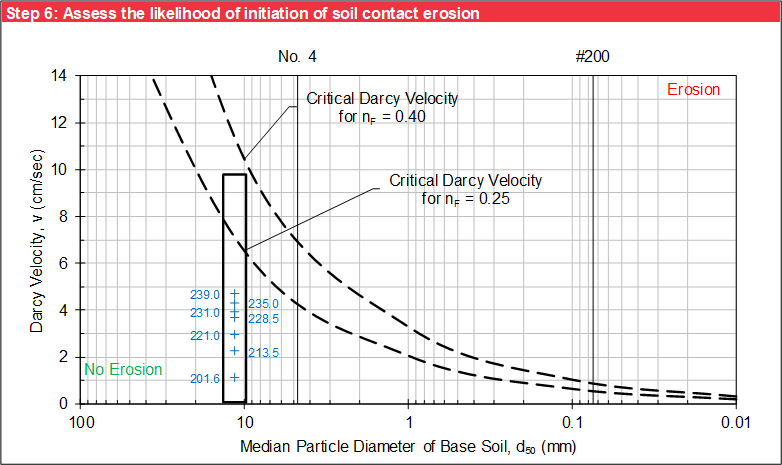 Step 6: Assess the likelihood of initiation of soil contact erosion
No. 4
#200
14
12
10
8
6
4
2
0
Darcy Velocity, v (cm/sec)
Erosion
Critical Darcy Velocity
for nF = 0.40
Critical Darcy Velocity
for nF = 0.25
239.0
235.0
231.0
228.5
221.0
213.5
201.6
No Erosion
100
10
1
0.1
0.01
Median Particle Diameter of Base Soil, d50 (mm)